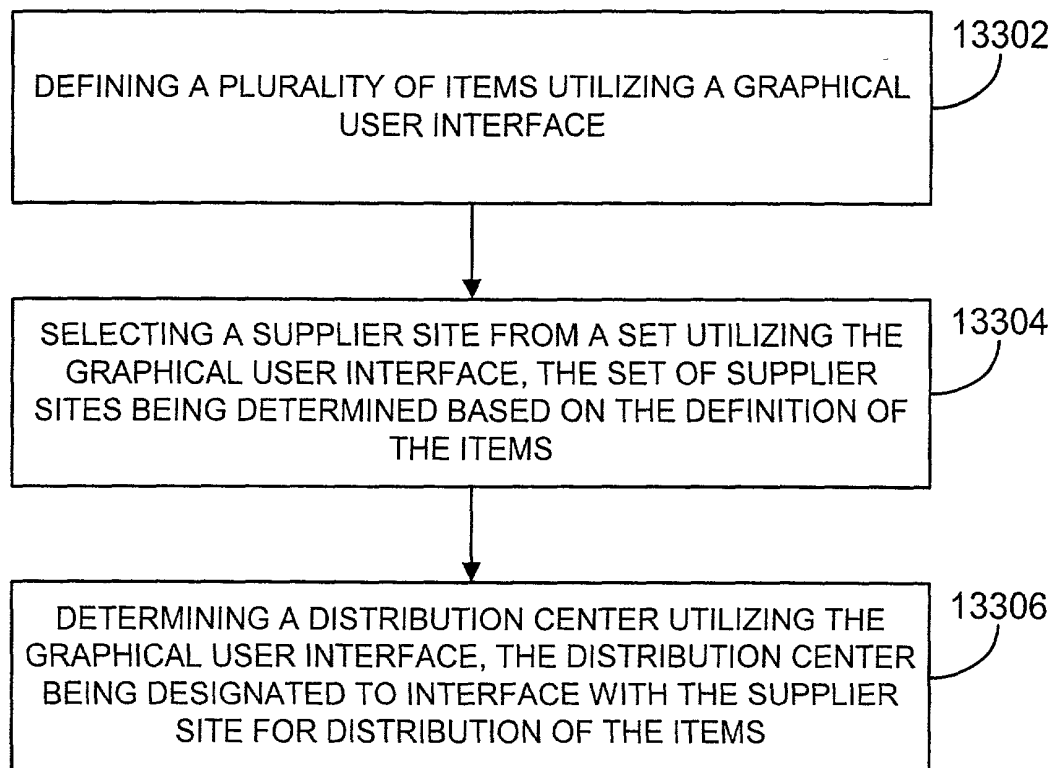 13302
DEFINING A PLURALITY OF ITEMS UTILIZING A GRAPHICAL
USER INTERFACE
13304
SELECTING A SUPPLIER SITE FROM A SET UTILIZING THE
GRAPHICAL USER INTERFACE, THE SET OF SUPPLIER
SITES BEING DETERMINED BASED ON THE DEFINITION OF
THE ITEMS
13306
DETERMINING A DISTRIBUTION CENTER UTILIZING THE
GRAPHICAL USER INTERFACE, THE DISTRIBUTION CENTER
BEING DESIGNATED TO INTERFACE WITH THE SUPPLIER
SITE FOR DISTRIBUTION OF THE ITEMS